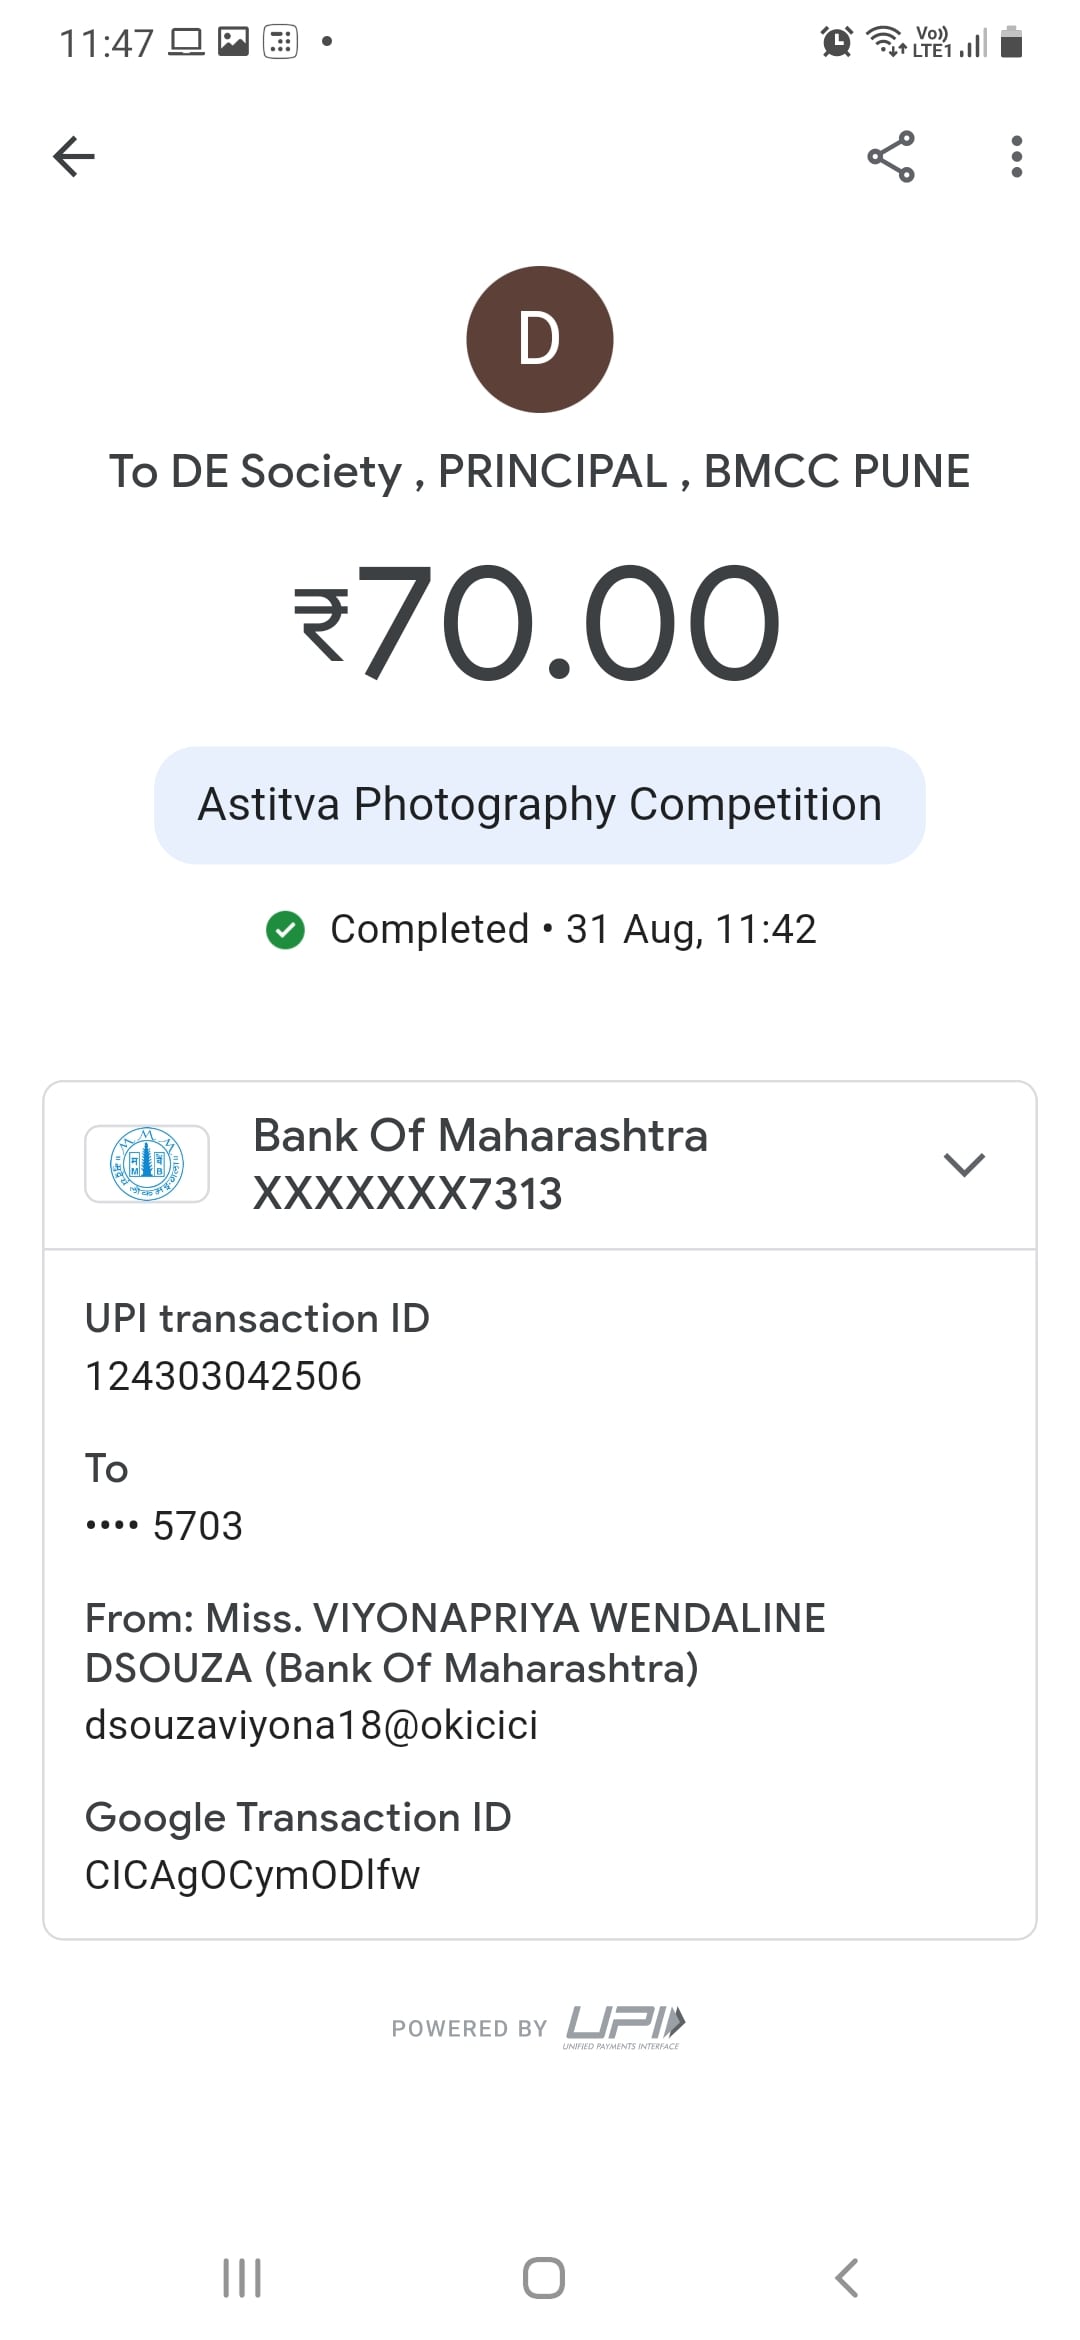 11:47
Vo)) LTE1
D
To DE Society , PRINCIPAL , BMCC PUNE
₹70.00
Astitva Photography Competition
Completed • 31 Aug, 11:42
Bank Of Maharashtra
XXXXXXX7313
UPI transaction ID
124303042506
To
•••• 5703
From: Miss. VIYONAPRIYA WENDALINE
DSOUZA (Bank Of Maharashtra)
dsouzaviyona18@okicici
Google Transaction ID
CICAgOCymODlfw
POWERED BY UPI
UNIFIED PAYMENTS INTERFACE